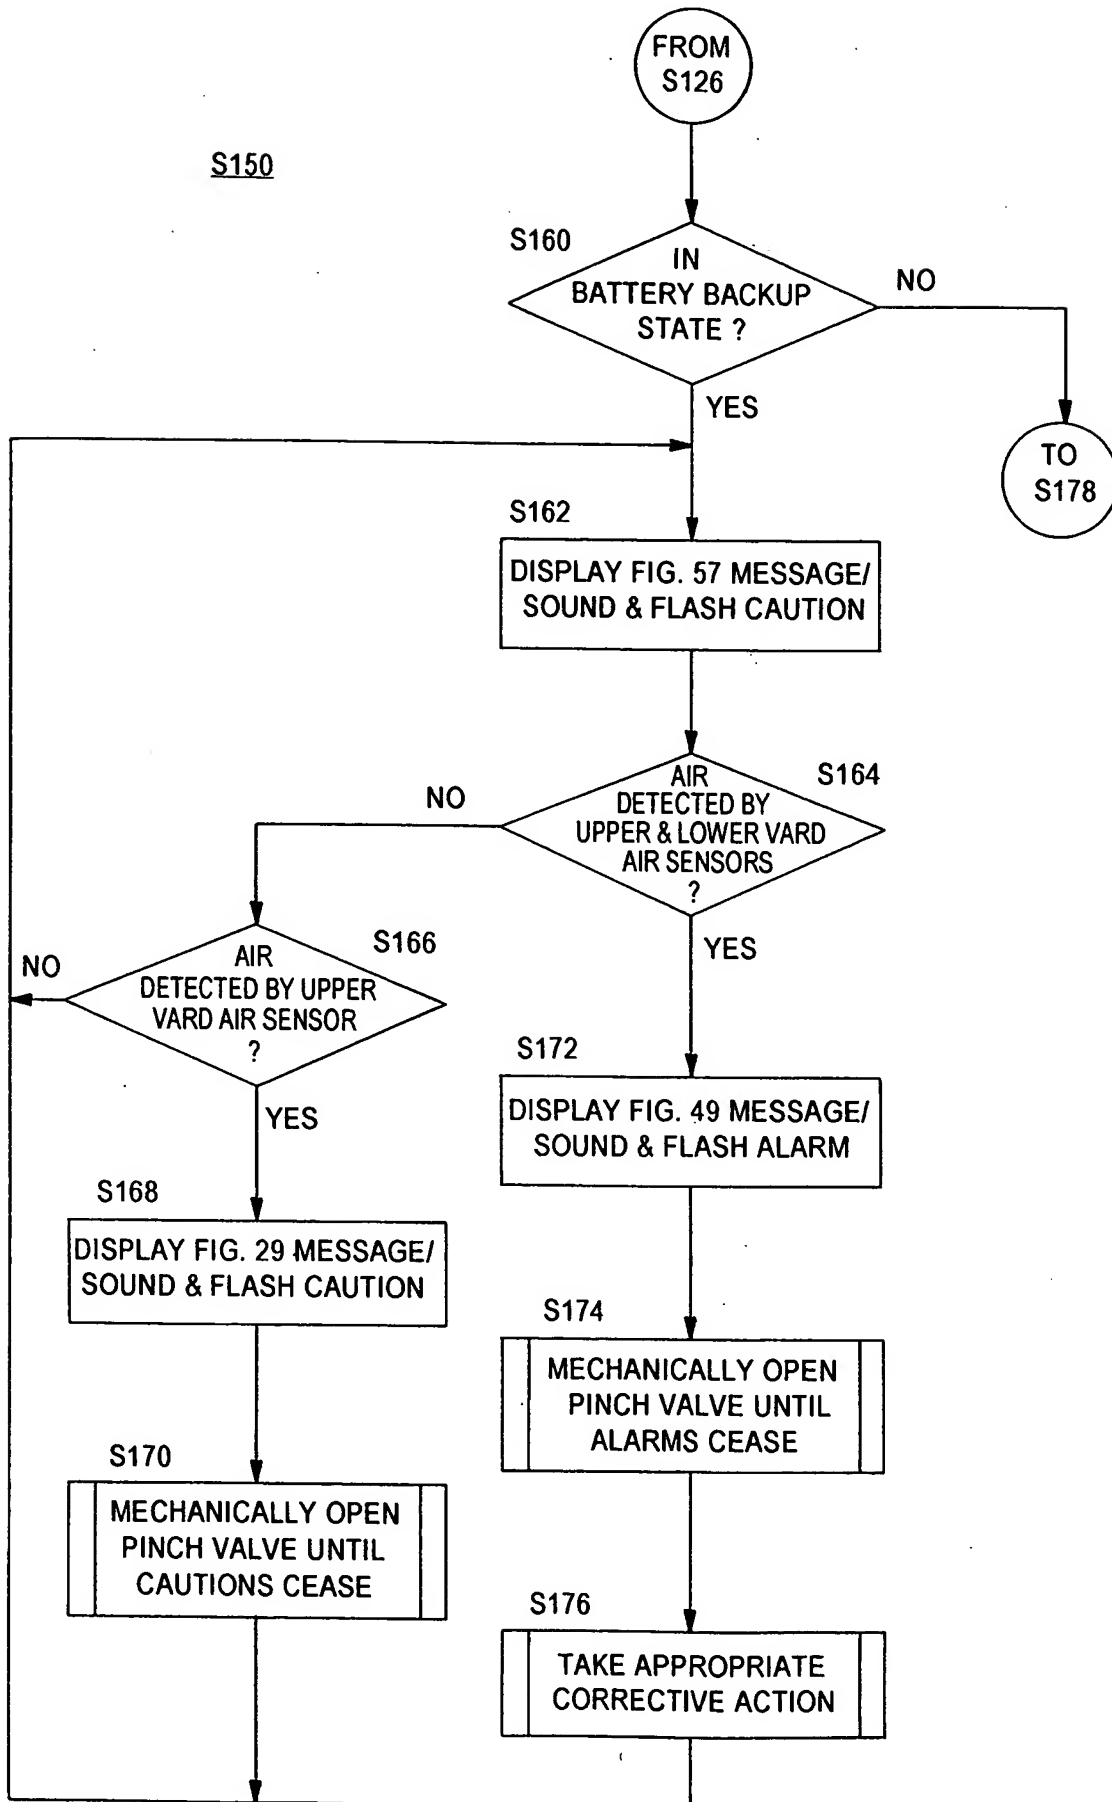 FROM
S126
S150
S160
IN
BATTERY BACKUP
STATE ?
NO
YES
TO
S178
S162
DISPLAY FIG. 57 MESSAGE/
SOUND & FLASH CAUTION
S164
AIR
DETECTED BY
UPPER & LOWER VARD
AIR SENSORS
?
NO
YES
S166
AIR
DETECTED BY UPPER
VARD AIR SENSOR
?
NO
YES
S172
DISPLAY FIG. 49 MESSAGE/
SOUND & FLASH ALARM
S168
DISPLAY FIG. 29 MESSAGE/
SOUND & FLASH CAUTION
S174
MECHANICALLY OPEN
PINCH VALVE UNTIL
ALARMS CEASE
S170
MECHANICALLY OPEN
PINCH VALVE UNTIL
CAUTIONS CEASE
S176
TAKE APPROPRIATE
CORRECTIVE ACTION